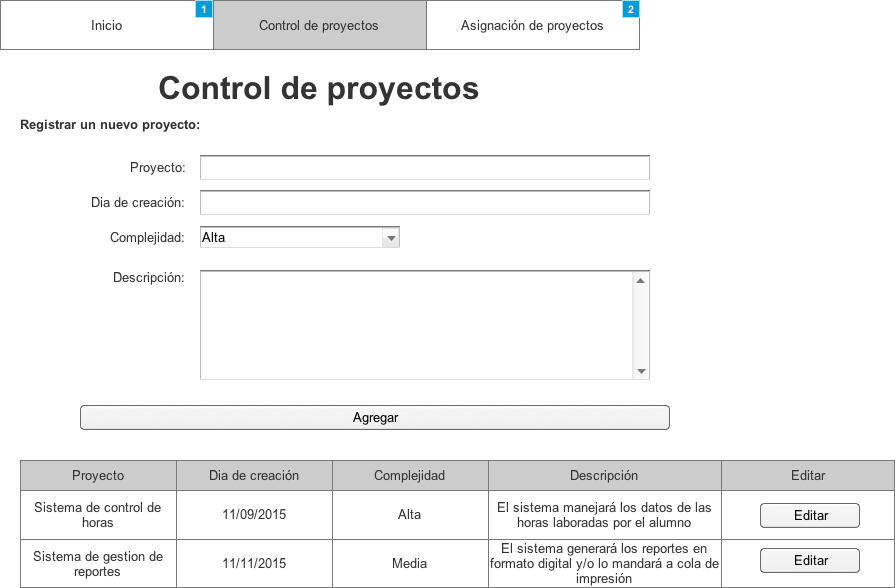 Inicio
1
Control de proyectos
Asignación de proyectos
2
Control de proyectos
Registrar un nuevo proyecto:
Proyecto:
Dia de creación:
Complejidad:
Alta
Descripción:
Agregar
Proyecto
Dia de creación
Complejidad
Descripción
Editar
Sistema de control de
horas
11/09/2015
Alta
El sistema manejará los datos de las
horas laboradas por el alumno
Editar
Sistema de gestion de
reportes
11/11/2015
Media
El sistema generará los reportes en
formato digital y/o lo mandará a cola de
impresión
Editar